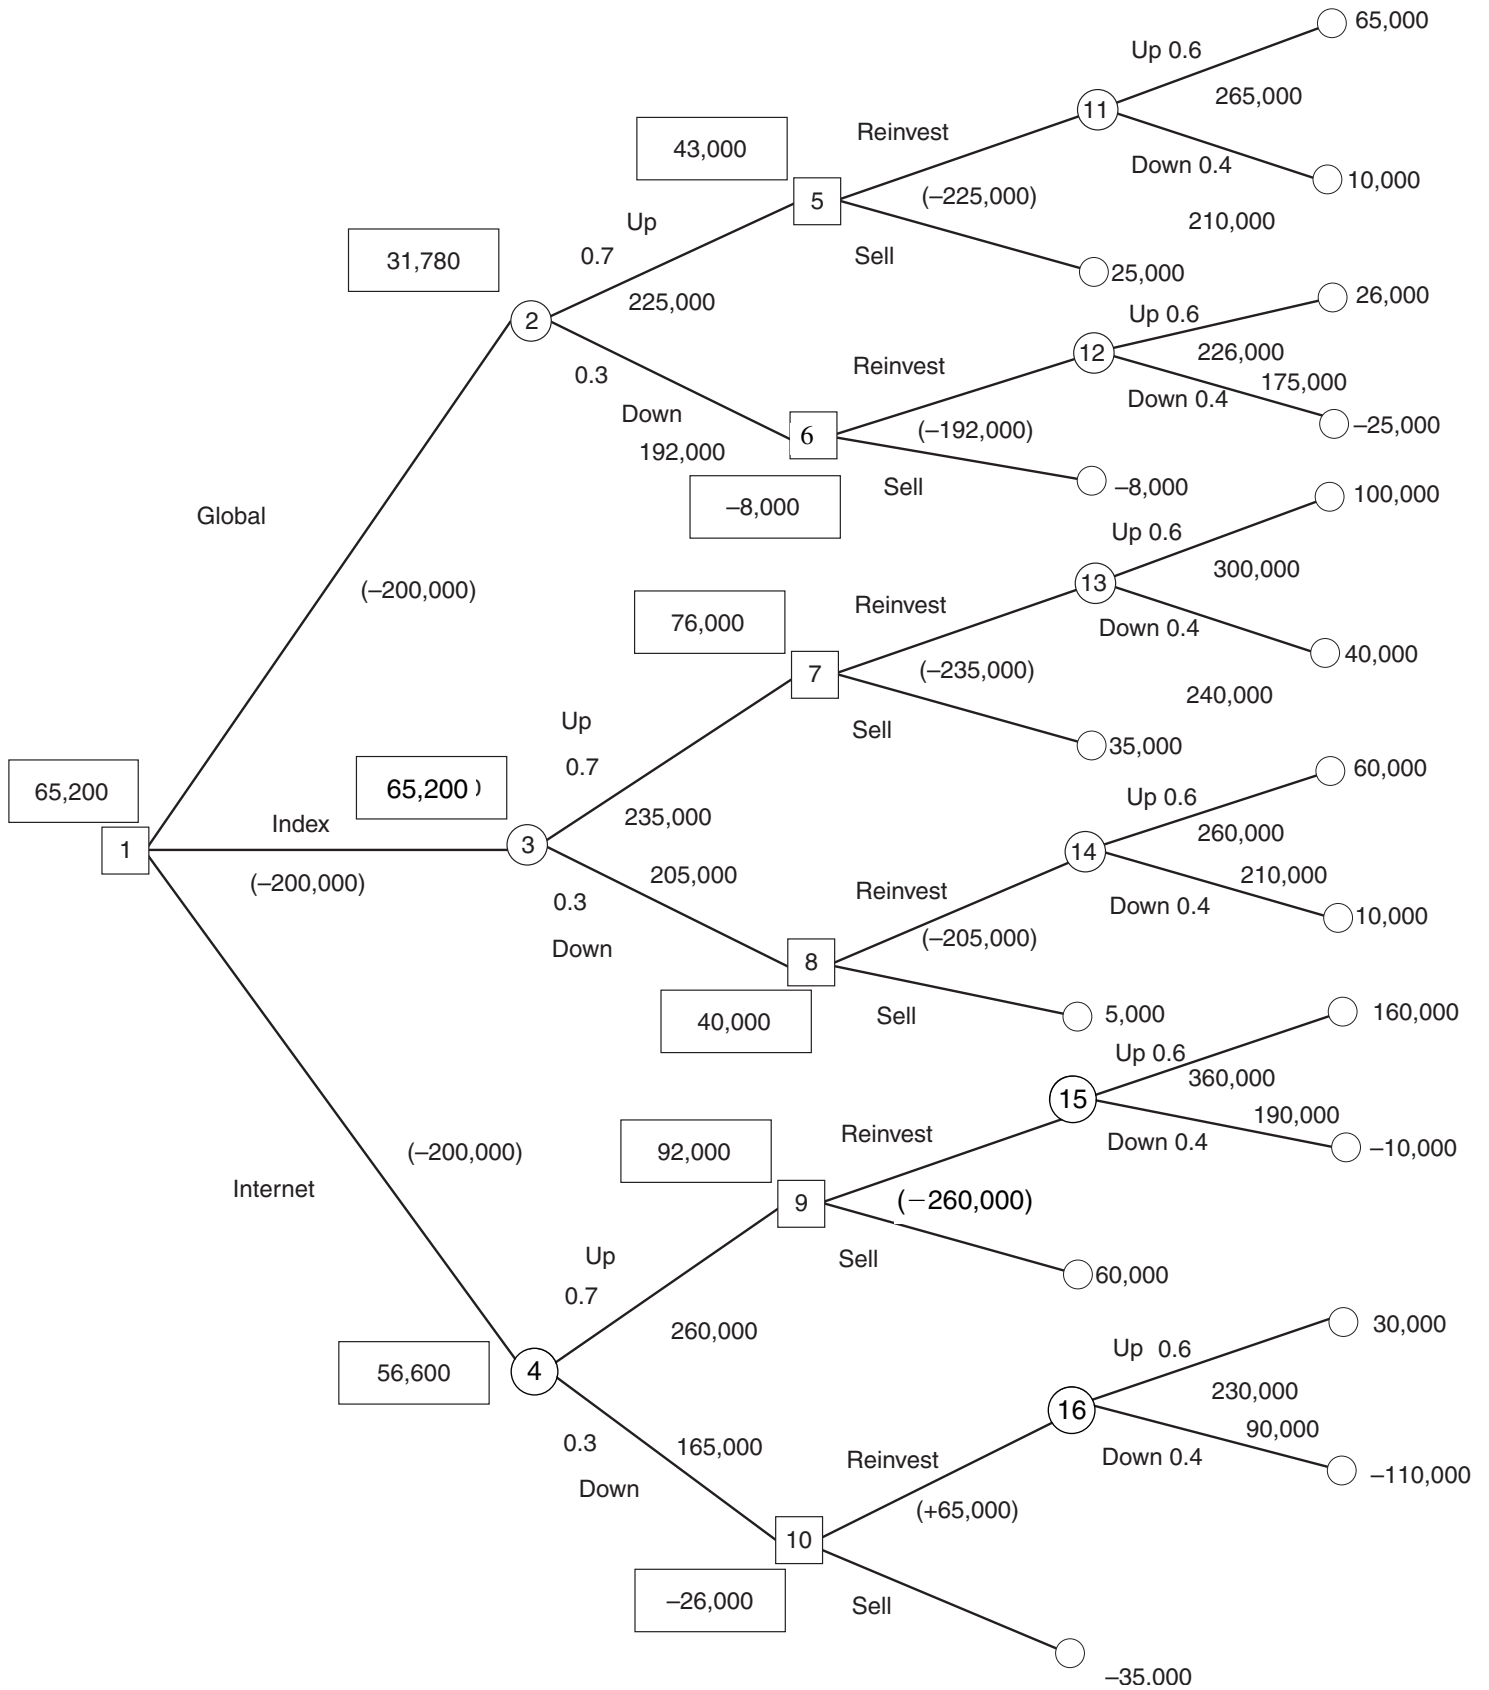 65,000
Up 0.6
265,000
11
Reinvest
43,000
Down 0.4
10,000
5
(–225,000)
210,000
Up
Sell
0.7
31,780
25,000
225,000
26,000
Up 0.6
2
12
226,000
Reinvest
0.3
175,000
Down 0.4
Down
–25,000
6
(–192,000)
192,000
Sell
–8,000
–8,000
100,000
Global
Up 0.6
300,000
13
(–200,000)
Reinvest
76,000
Down 0.4
40,000
7
(–235,000)
240,000
Up
Sell
35,000
0.7
60,000
65,200
65,200 )
Up 0.6
235,000
260,000
Index
1
3
14
210,000
205,000
(–200,000)
Reinvest
0.3
Down 0.4
10,000
Down
(–205,000)
8
40,000
Sell
5,000
160,000
Up 0.6
360,000
15
190,000
Reinvest
Down 0.4
(–200,000)
92,000
–10,000
Internet
9
(–260,000)
Up
Sell
60,000
0.7
260,000
30,000
Up 0.6
56,600
4
230,000
16
90,000
0.3
165,000
Reinvest
Down 0.4
Down
–110,000
(+65,000)
10
–26,000
Sell
–35,000